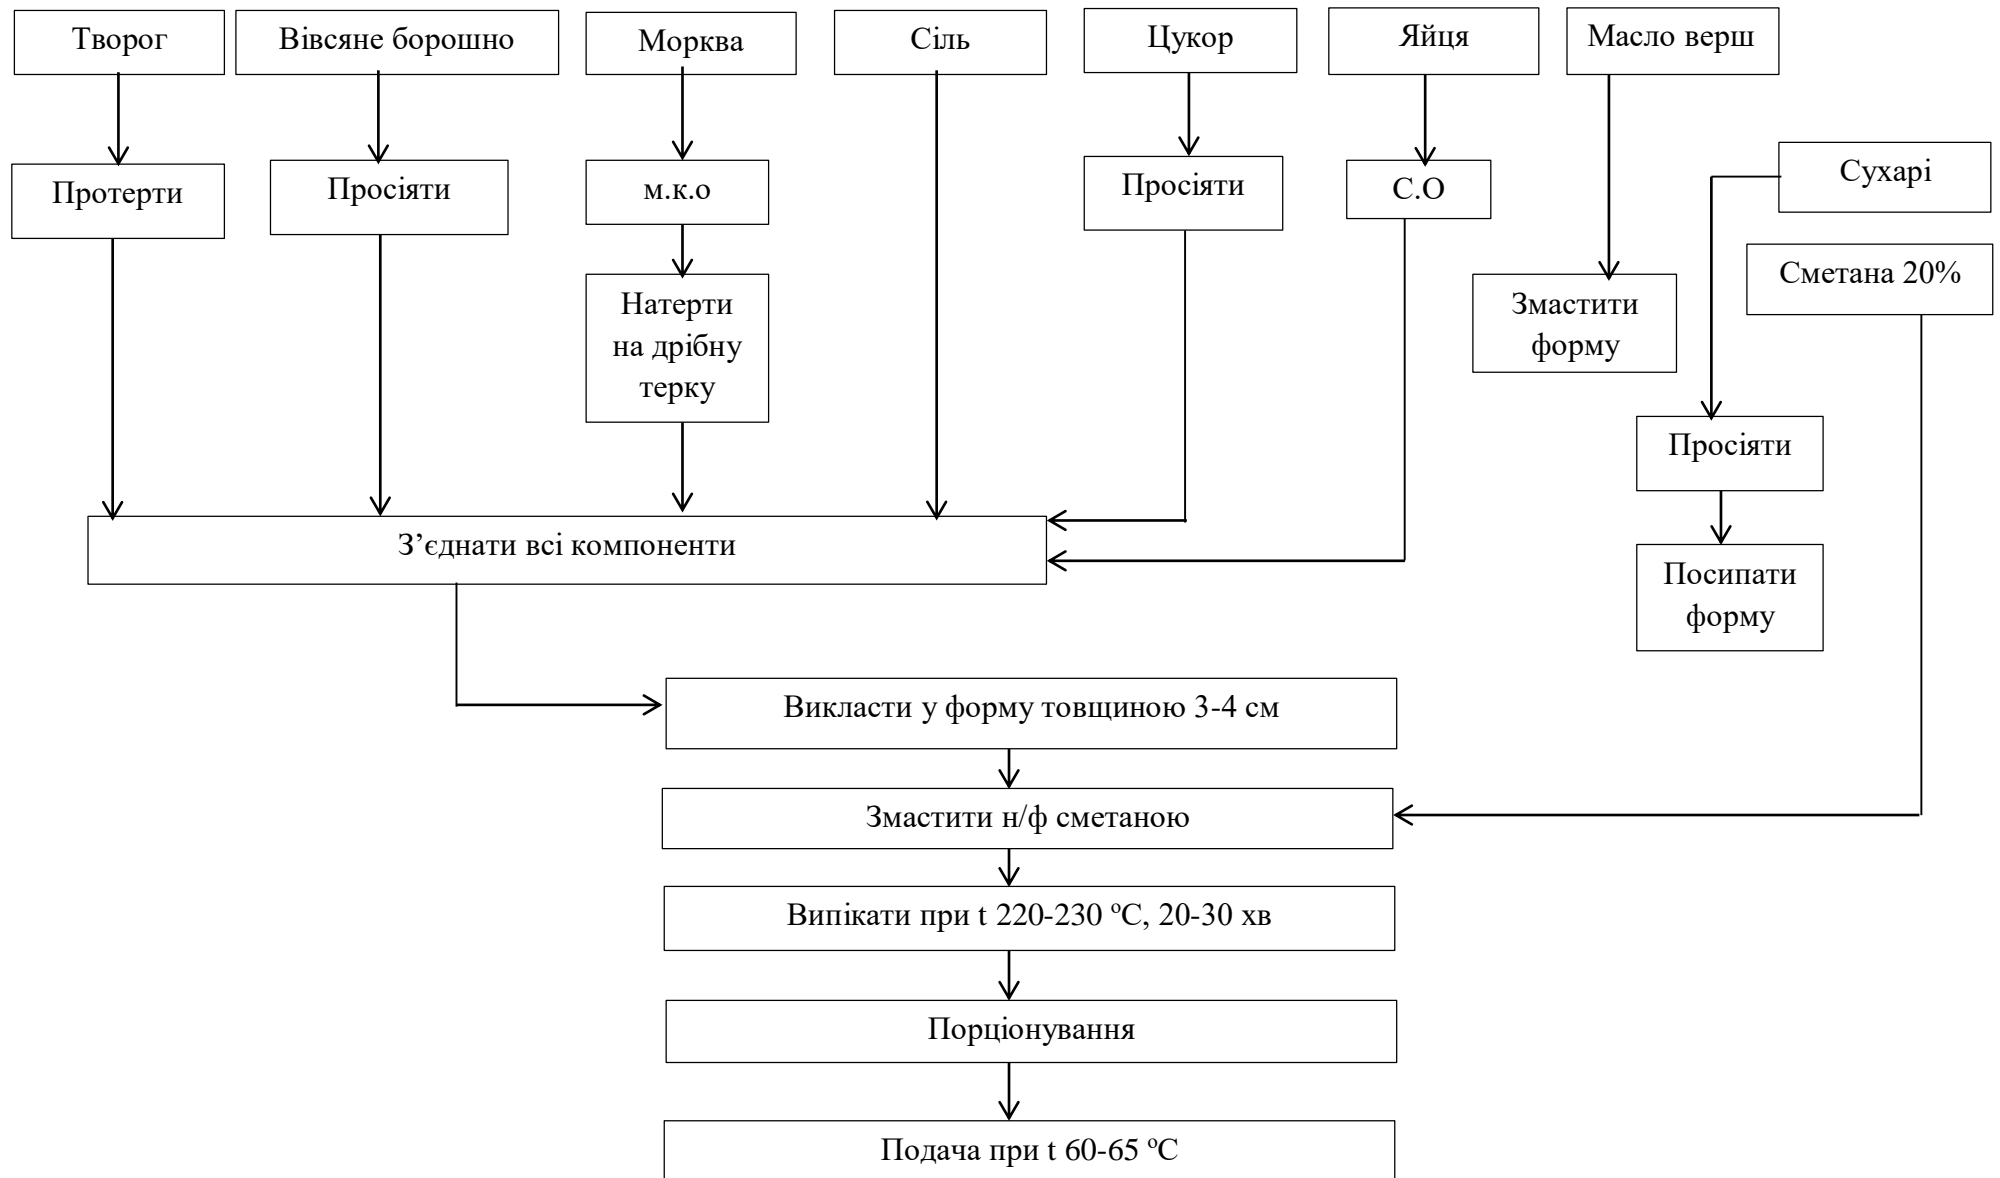 Творог
Вівсяне борошно
Морква
Сіль
Цукор
Яйця
Масло верш
Сухарі
Протерти
Просіяти
м.к.о
Просіяти
С.О
Сметана 20%
Натерти
на дрібну
терку
Змастити
форму
Просіяти
З’єднати всі компоненти
Посипати
форму
Викласти у форму товщиною 3-4 см
Змастити н/ф сметаною
Випікати при t 220-230 ºС, 20-30 хв
Порціонування
Подача при t 60-65 ºС